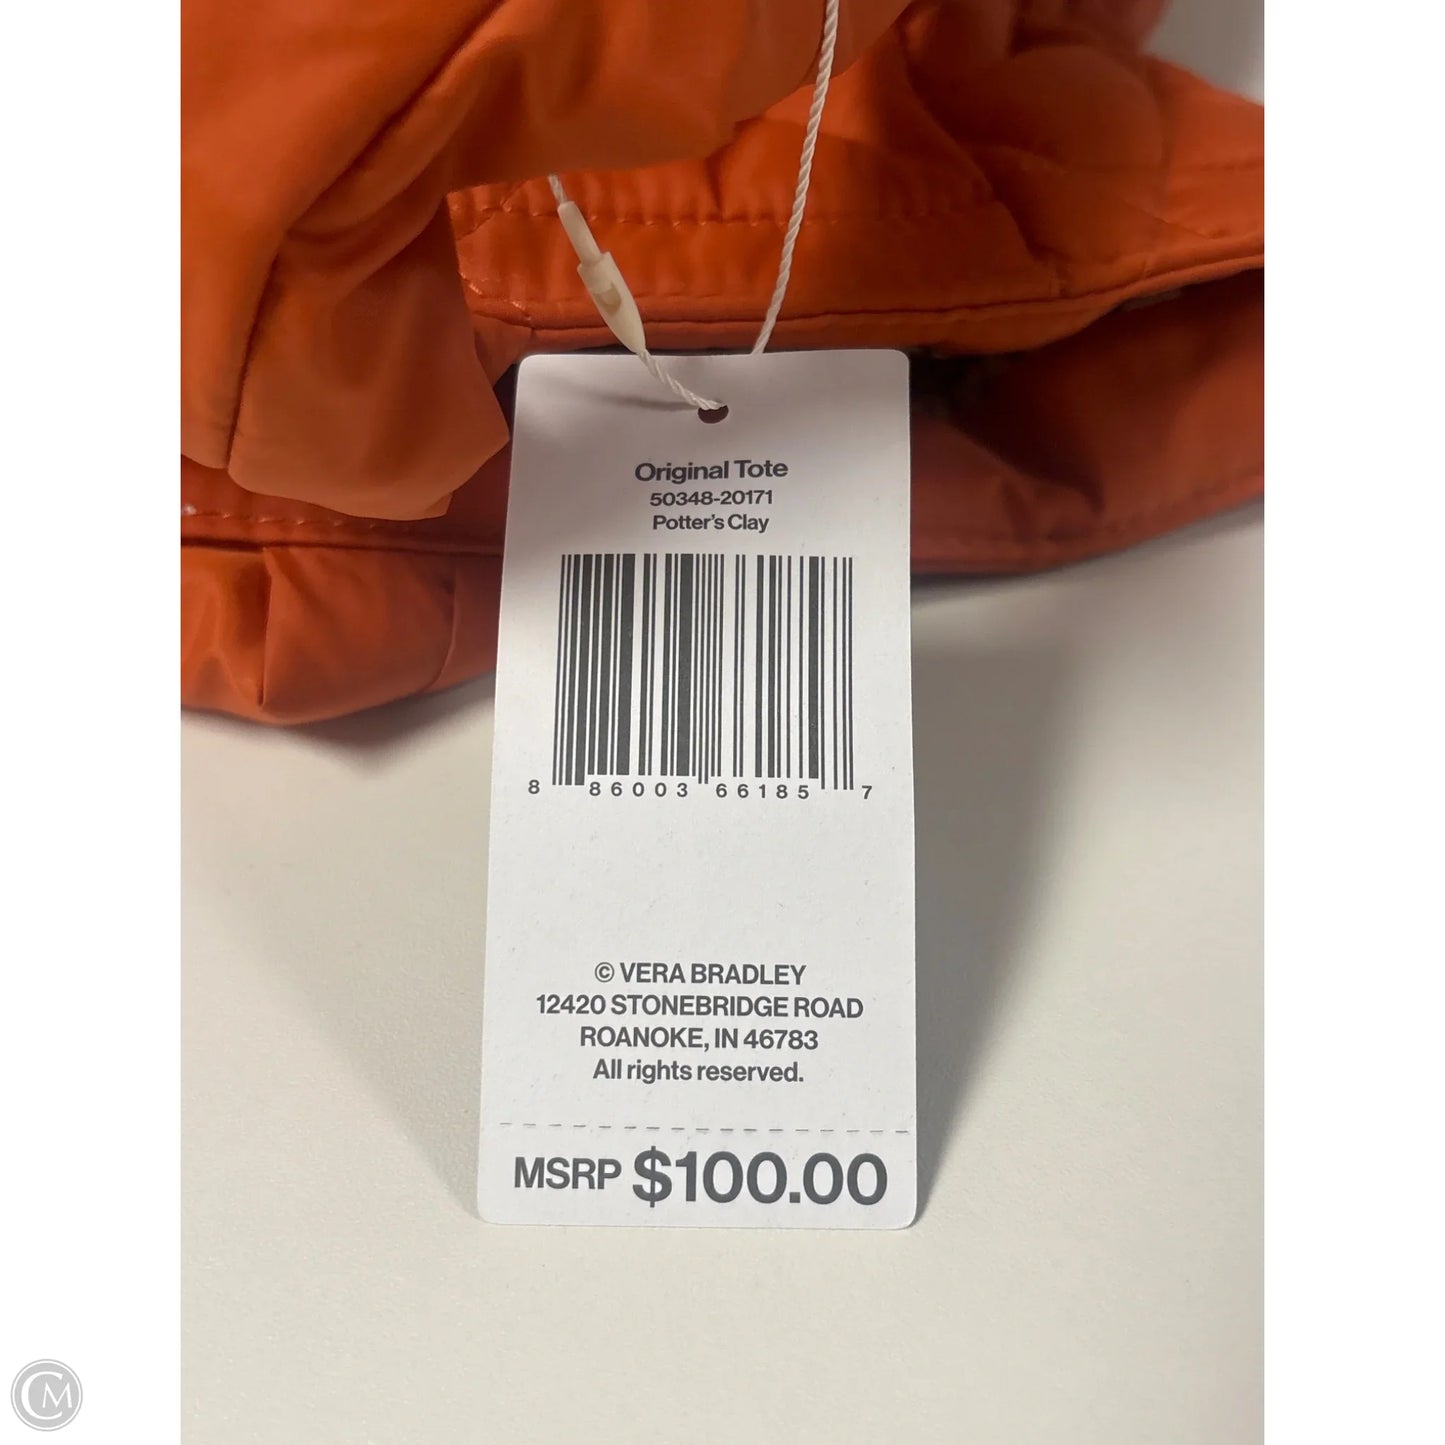 Original Tote
50348-20171
Potter's Clay
8 86003 66185 7
© VERA BRADLEY
12420 STONEBRIDGE ROAD
ROANOKE, IN 46783
All rights reserved.
MSRP $100.00
CM